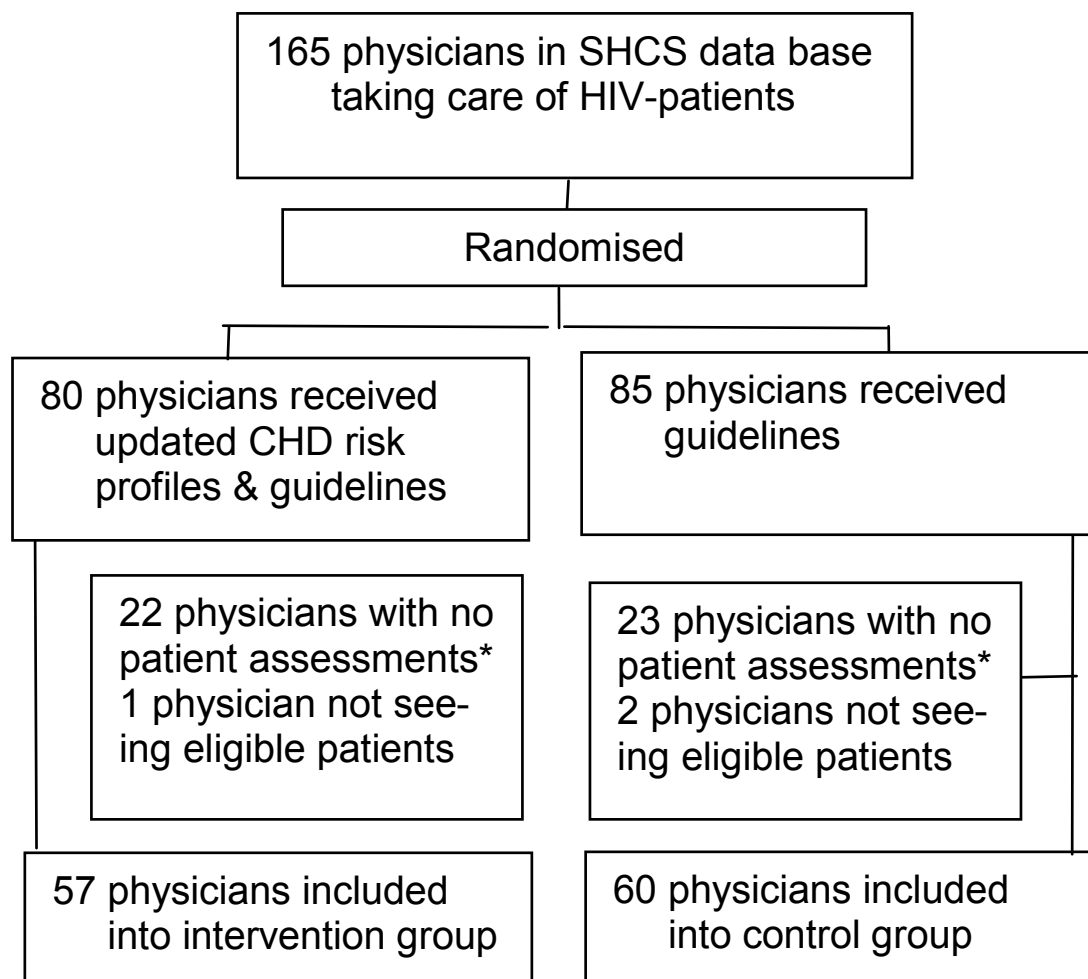 165 physicians in SHCS data base
taking care of HIV-patients
Randomised
80 physicians received
updated CHD risk
profiles & guidelines
85 physicians received
guidelines
22 physicians with no
patient assessments*
1 physician not see-
ing eligible patients
23 physicians with no
patient assessments*
2 physicians not see-
ing eligible patients
57 physicians included
into intervention group
60 physicians included
into control group